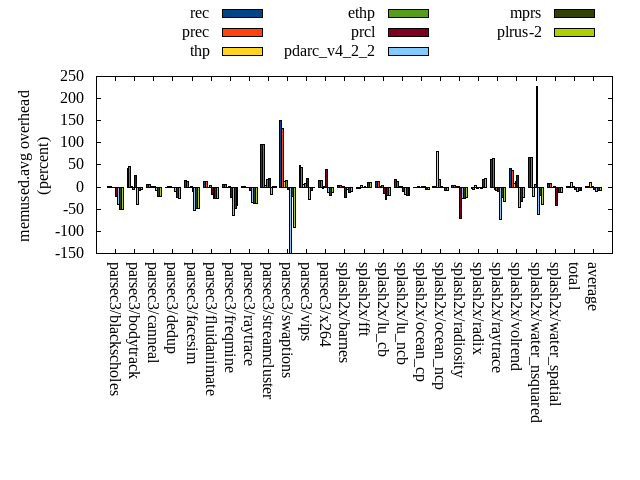 rec
prec
thp
ethp
prcl
pdarc_v4_2_2
mprs
plrus-2
memused.avg overhead
(percent)
250
200
150
100
50
0
-50
-100
-150
parsec3/blackscholes
parsec3/bodytrack
parsec3/canneal
parsec3/dedup
parsec3/facesim
parsec3/fluidanimate
parsec3/freqmine
parsec3/raytrace
parsec3/streamcluster
parsec3/swaptions
parsec3/vips
parsec3/x264
splash2x/barnes
splash2x/fft
splash2x/lu_cb
splash2x/lu_ncb
splash2x/ocean_cp
splash2x/ocean_ncp
splash2x/radiosity
splash2x/radix
splash2x/raytrace
splash2x/volrend
splash2x/water_nsquared
splash2x/water_spatial
total
average